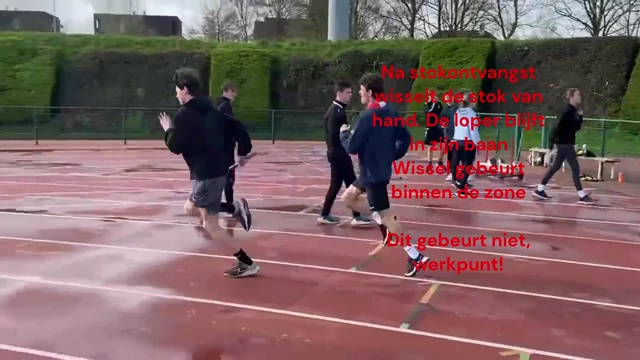 Na stokontvangst
wisselt de stok van
hand. De loper blijft
in zijn baan
Wissel gebeurt
binnen de zone
Dit gebeurt niet,
werkpunt!